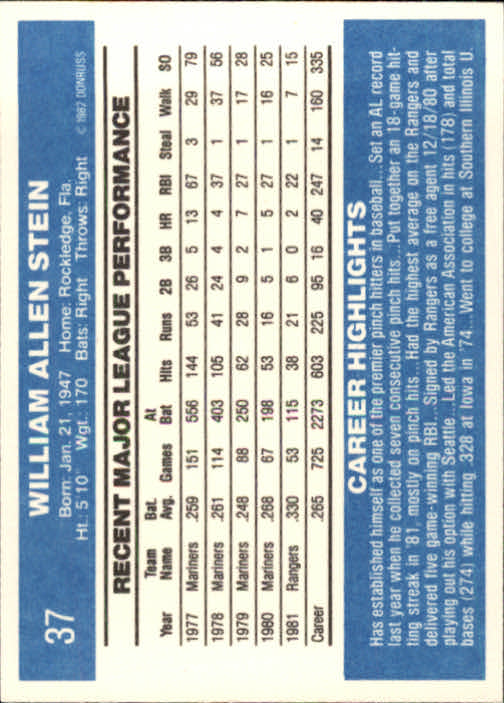 37
WILLIAM ALLEN STEIN
Born: Jan. 21, 1947 Home: Rockledge, Fla.
Ht.: 5'10" Wgt.: 170 Bats: Right Throws: Right
© 1982 DONRUSS
RECENT MAJOR LEAGUE PERFORMANCE
Team Bat. At
Year Name Avg. Games Bat Hits Runs 2B 3B HR RBI Steal Walk SO
1977 Mariners .259 151 556 144 53 26 5 13 67 3 29 79
1978 Mariners .261 114 403 105 41 24 4 4 37 1 37 56
1979 Mariners .248 88 250 62 28 9 2 7 27 1 17 28
1980 Mariners .268 67 198 53 16 5 1 5 27 1 16 25
1981 Rangers .330 53 115 38 21 6 0 2 22 1 7 15
Career .265 725 2273 603 225 95 16 40 247 14 160 335
CAREER HIGHLIGHTS
Has established himself as one of the premier pinch hitters in baseball...Set an AL record
last year when he collected seven consecutive pinch hits...Put together an 18-game hit-
ting streak in '81, mostly on pinch hits...Had the highest average on the Rangers and
delivered five game-winning RBI...Signed by Rangers as a free agent 12/18/80 after
playing out his option with Seattle...Led the American Association in hits (178) and total
bases (274) while hitting .328 at Iowa in '74...Went to college at Southern Illinois U.